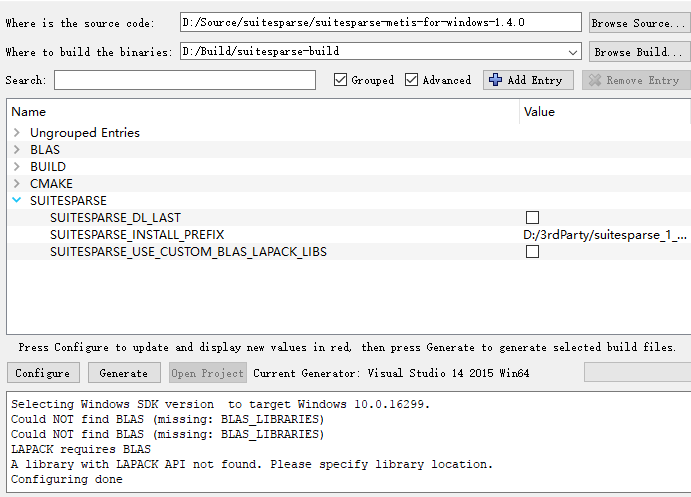 Where is the source code: D:/Source/suitesparse/suitesparse-metis-for-windows-1.4.0 Browse Source...
Where to build the binaries: D:/Build/suitesparse-build Browse Build...
Search: Grouped Advanced Add Entry Remove Entry
Name Value
Ungrouped Entries
BLAS
BUILD
CMAKE
SUITESPARSE
SUITESPARSE_DL_LAST
SUITESPARSE_INSTALL_PREFIX D:/3rdParty/suitesparse_1_...
SUITESPARSE_USE_CUSTOM_BLAS_LAPACK_LIBS
Press Configure to update and display new values in red, then press Generate to generate selected build files.
Configure Generate Open Project Current Generator: Visual Studio 14 2015 Win64
Selecting Windows SDK version  to target Windows 10.0.16299.
Could NOT find BLAS (missing: BLAS_LIBRARIES)
Could NOT find BLAS (missing: BLAS_LIBRARIES)
LAPACK requires BLAS
A library with LAPACK API not found. Please specify library location.
Configuring done